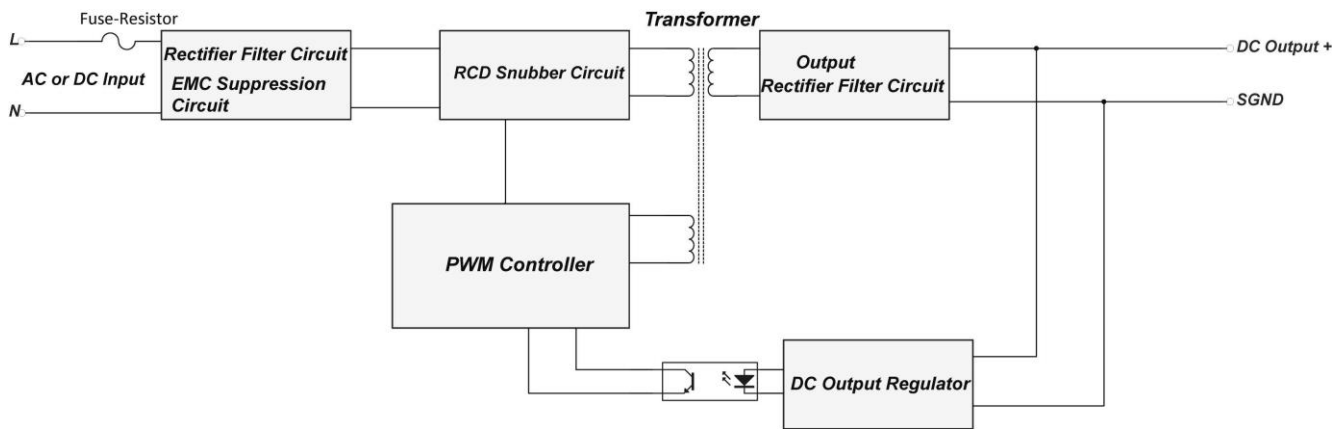 Fuse-Resistor
Transformer
L
Rectifier Filter Circuit
EMC Suppression
Circuit
AC or DC Input
N
RCD Snubber Circuit
Output
Rectifier Filter Circuit
DC Output +
SGND
PWM Controller
DC Output Regulator